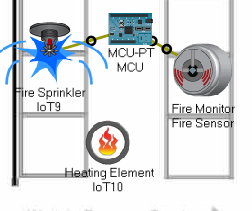 MCU-PT
MCU
Fire Sprinkler
IoT9
Fire Monitor
Fire Sensor
Heating Element
IoT10